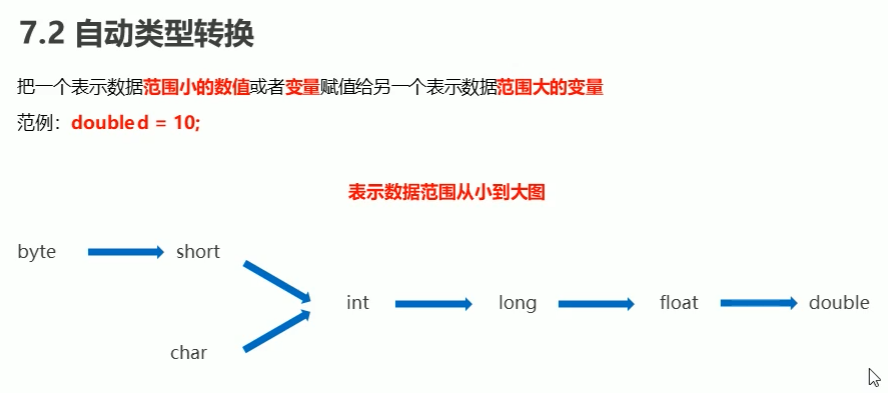 7.2 自动类型转换
把一个表示数据范围小的数值或者变量赋值给另一个表示数据范围大的变量
范例：double d = 10;
表示数据范围从小到大图
byte short
int long float double
char